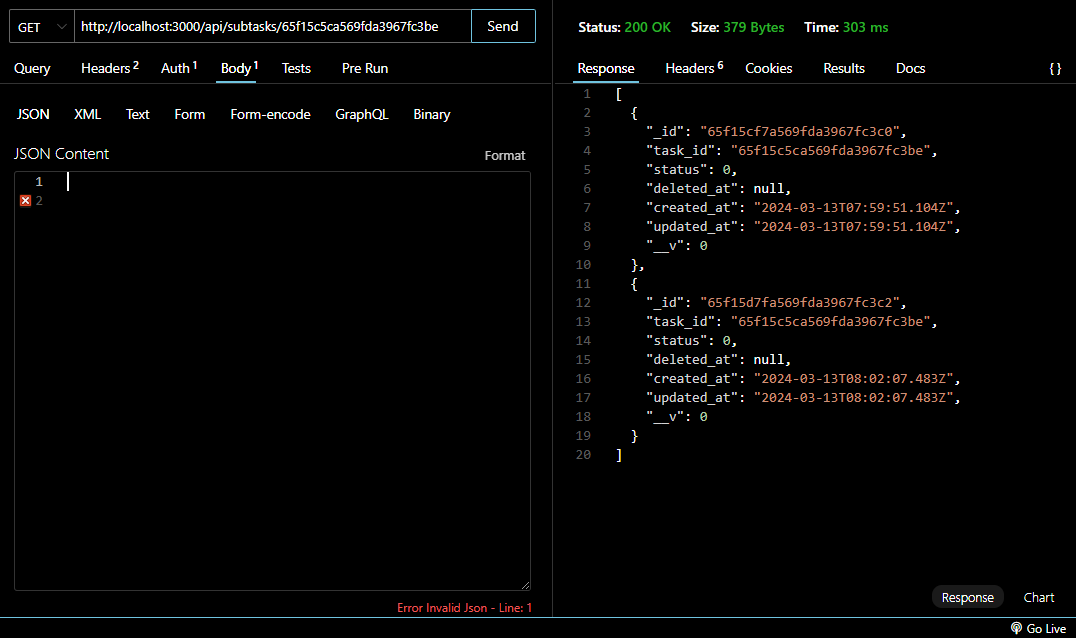 GET http://localhost:3000/api/subtasks/65f15c5ca569fda3967fc3be Send
Query Headers 2 Auth 1 Body 1 Tests Pre Run
JSON XML Text Form Form-encode GraphQL Binary
JSON Content Format
1
2
Error Invalid Json - Line: 1
Status: 200 OK Size: 379 Bytes Time: 303 ms
Response Headers 6 Cookies Results Docs {}
1 [
2 {
3 "_id": "65f15cf7a569fda3967fc3c0",
4 "task_id": "65f15c5ca569fda3967fc3be",
5 "status": 0,
6 "deleted_at": null,
7 "created_at": "2024-03-13T07:59:51.104Z",
8 "updated_at": "2024-03-13T07:59:51.104Z",
9 "__v": 0
10 },
11 {
12 "_id": "65f15d7fa569fda3967fc3c2",
13 "task_id": "65f15c5ca569fda3967fc3be",
14 "status": 0,
15 "deleted_at": null,
16 "created_at": "2024-03-13T08:02:07.483Z",
17 "updated_at": "2024-03-13T08:02:07.483Z",
18 "__v": 0
19 }
20 ]
Response Chart
Go Live